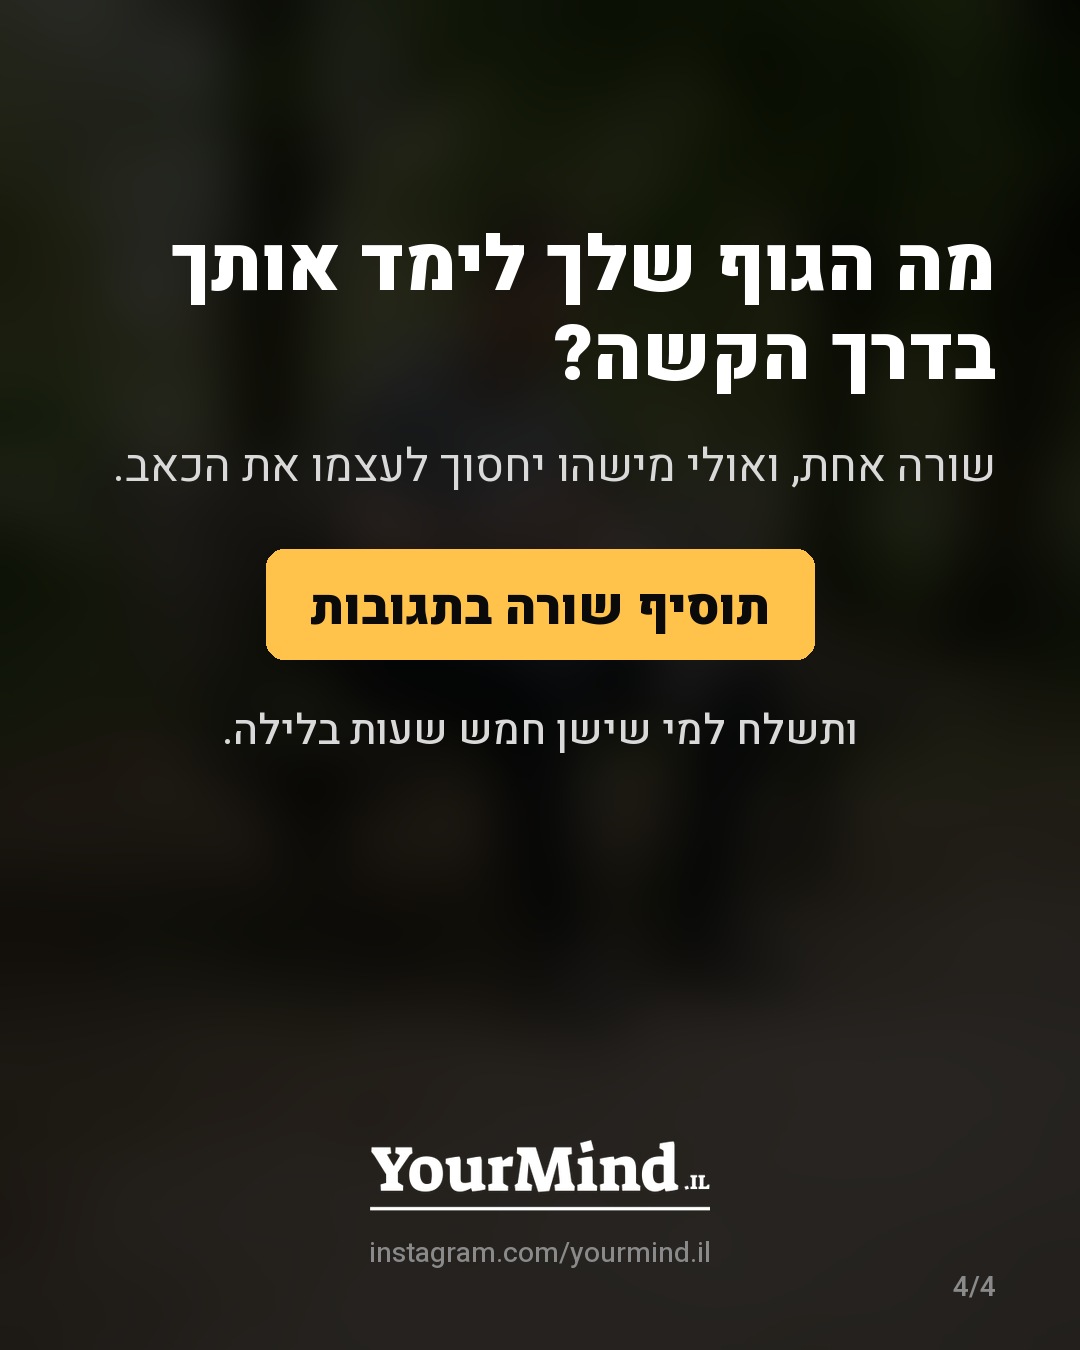 מה הגוף שלך לימד אותך
בדרך הקשה?
שורה אחת, ואולי מישהו יחסוך לעצמו את הכאב.
תוסיף שורה בתגובות
ותשלח למי שישן חמש שעות בלילה.
YourMind.IL
instagram.com/yourmind.il
4/4